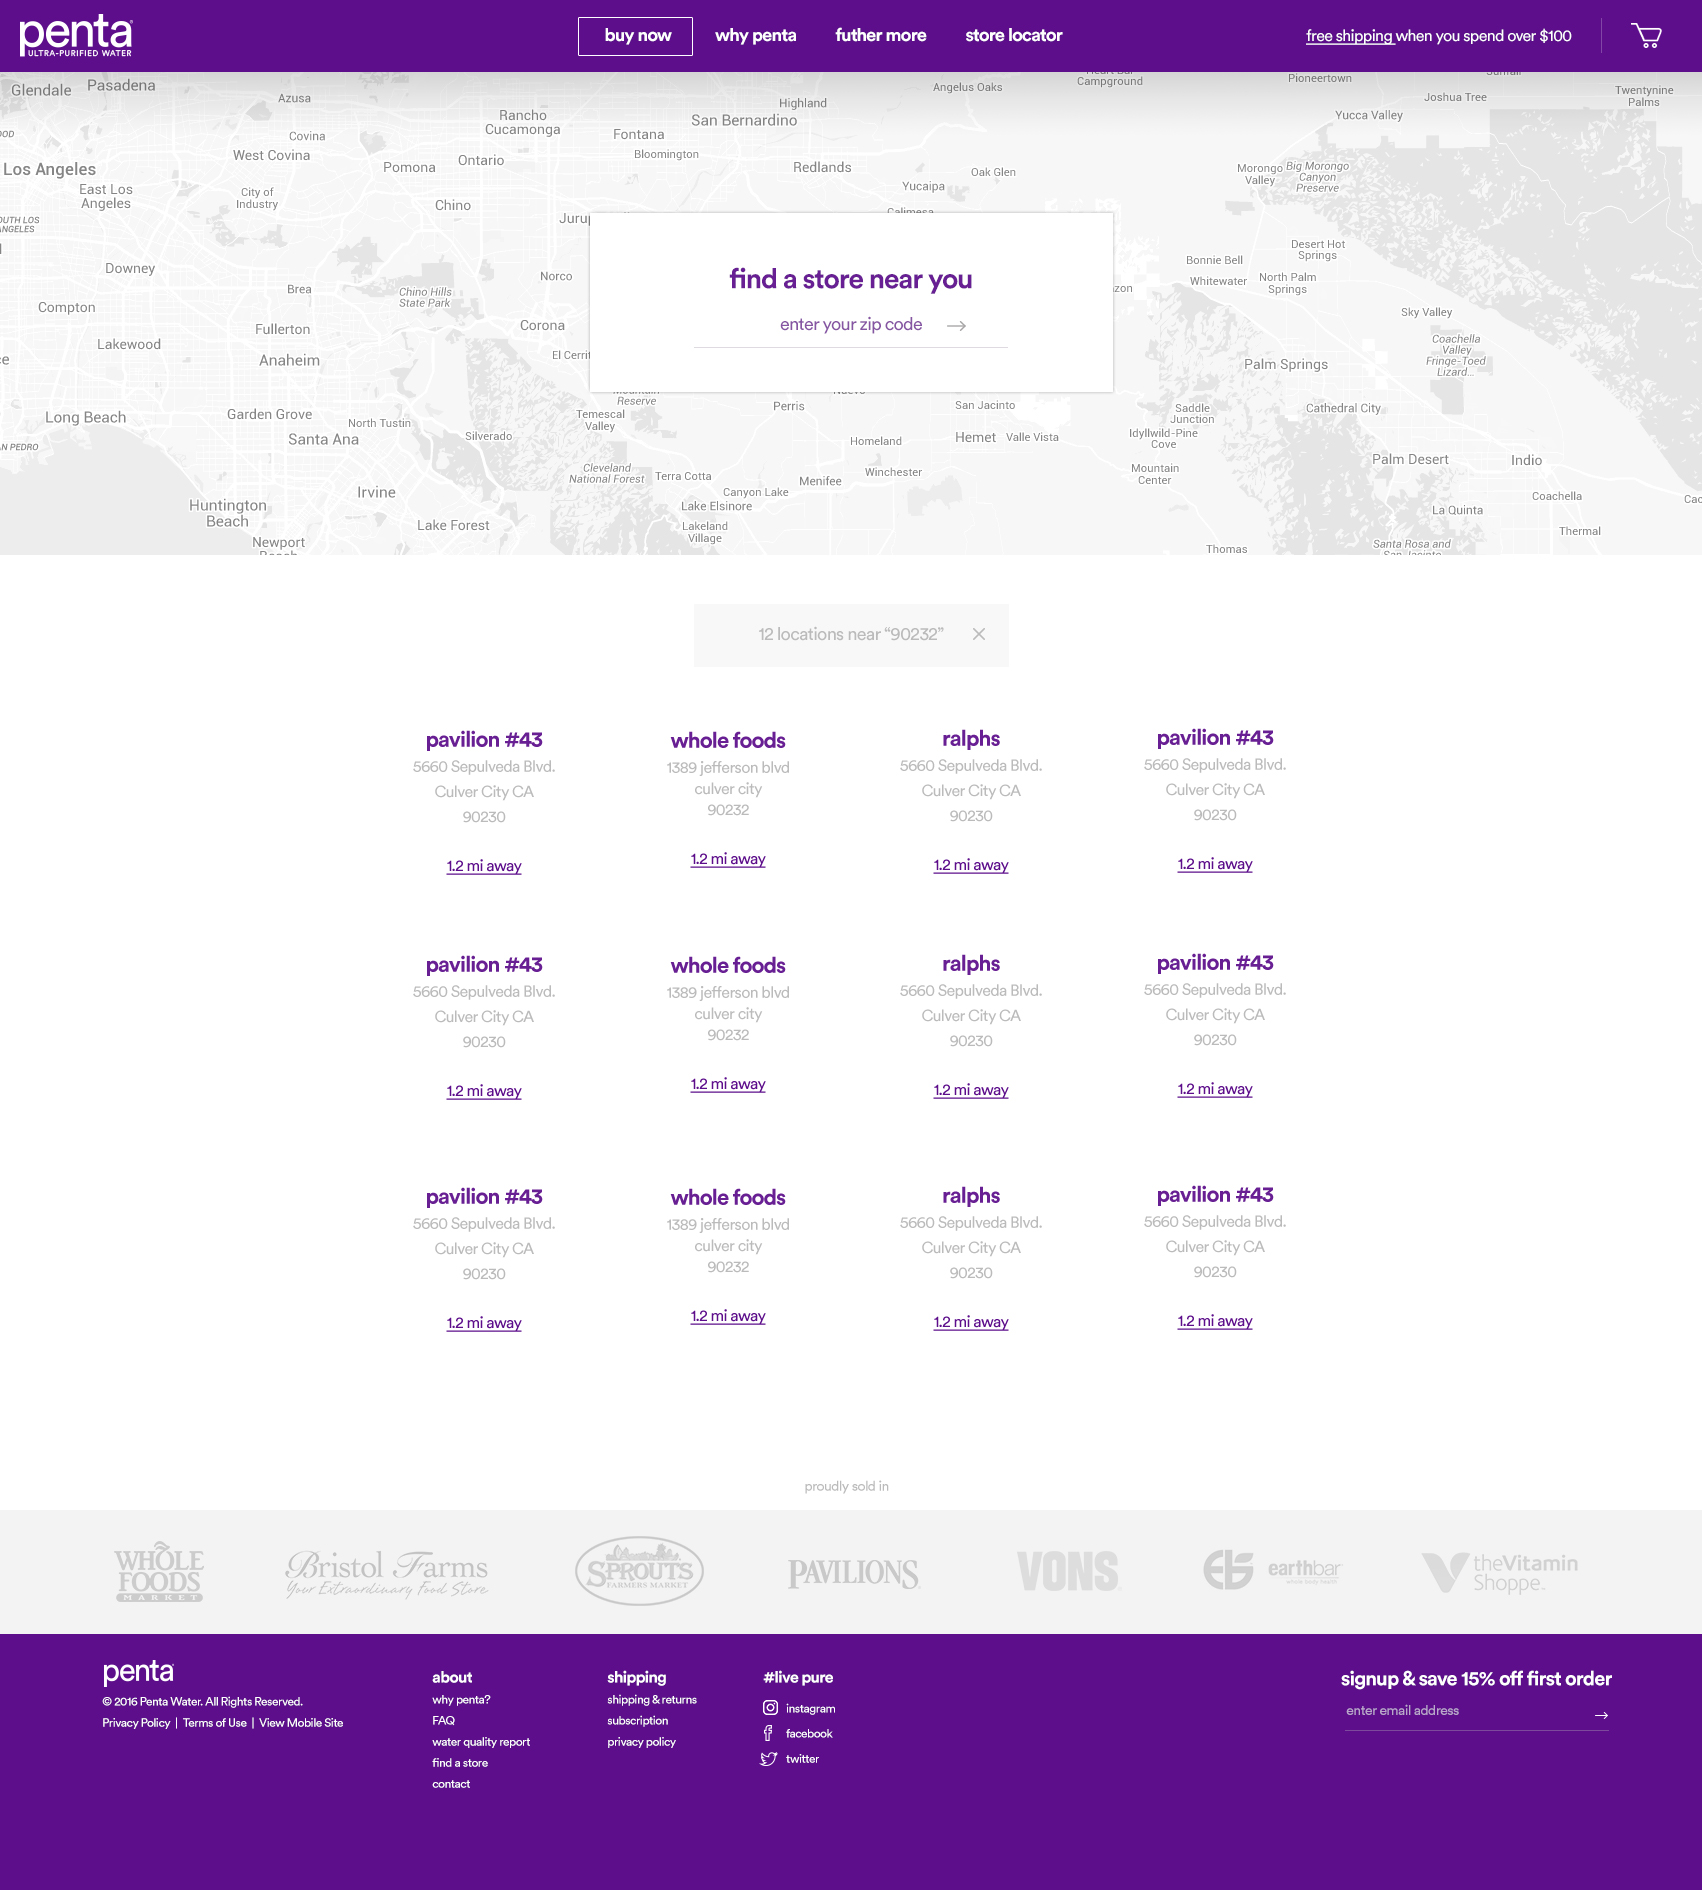 penta
ULTRA-PURIFIED WATER
buy now
why penta
futher more
store locator
free shipping when you spend over $100
Glendale
Pasadena
Azusa
Covina
West Covina
Los Angeles
East Los
Angeles
City of
Industry
Pomona
Ontario
Chino
Rancho
Cucamonga
Fontana
Bloomington
Highland
San Bernardino
Redlands
Yucaipa
Oak Glen
Calimesa
Angelus Oaks
Campground
Pioneertown
Joshua Tree
Yucca Valley
Twentynine
Palms
Morongo
Valley
Big Morongo
Canyon
Preserve
Downey
Compton
Lakewood
Brea
Fullerton
Anaheim
Chino Hills
State Park
Norco
Corona
Desert Hot
Springs
Bonnie Bell
Whitewater
North Palm
Springs
Sky Valley
Coachella
Valley
Fringe-Toed
Lizard...
Palm Springs
find a store near you
enter your zip code
Long Beach
Garden Grove
Santa Ana
North Tustin
Silverado
Reserve
Temescal
Valley
Perris
San Jacinto
Hemet
Valle Vista
Homeland
Winchester
Menifee
Saddle
Junction
Idyllwild-Pine
Cove
Mountain
Center
Cathedral City
Palm Desert
Indio
Coachella
La Quinta
Thermal
Thomas
Santa Rosa and
San Jacinto
Cleveland
National Forest
Terra Cotta
Canyon Lake
Lake Elsinore
Lakeland
Village
Huntington
Beach
Newport
Beach
Irvine
Lake Forest
12 locations near “90232”
pavilion #43
5660 Sepulveda Blvd.
Culver City CA
90230
1.2 mi away
whole foods
1389 jefferson blvd
culver city
90232
1.2 mi away
ralphs
5660 Sepulveda Blvd.
Culver City CA
90230
1.2 mi away
pavilion #43
5660 Sepulveda Blvd.
Culver City CA
90230
1.2 mi away
pavilion #43
5660 Sepulveda Blvd.
Culver City CA
90230
1.2 mi away
whole foods
1389 jefferson blvd
culver city
90232
1.2 mi away
ralphs
5660 Sepulveda Blvd.
Culver City CA
90230
1.2 mi away
pavilion #43
5660 Sepulveda Blvd.
Culver City CA
90230
1.2 mi away
pavilion #43
5660 Sepulveda Blvd.
Culver City CA
90230
1.2 mi away
whole foods
1389 jefferson blvd
culver city
90232
1.2 mi away
ralphs
5660 Sepulveda Blvd.
Culver City CA
90230
1.2 mi away
pavilion #43
5660 Sepulveda Blvd.
Culver City CA
90230
1.2 mi away
proudly sold in
WHOLE
FOODS
MARKET
Bristol Farms
Your Extraordinary Food Store
SPROUTS
FARMERS MARKET
PAVILIONS
VONS
earthbar
whole body health
theVitamin
Shoppe
penta
© 2016 Penta Water. All Rights Reserved.
Privacy Policy | Terms of Use | View Mobile Site
about
why penta?
FAQ
water quality report
find a store
contact
shipping
shipping & returns
subscription
privacy policy
#live pure
instagram
facebook
twitter
signup & save 15% off first order
enter email address